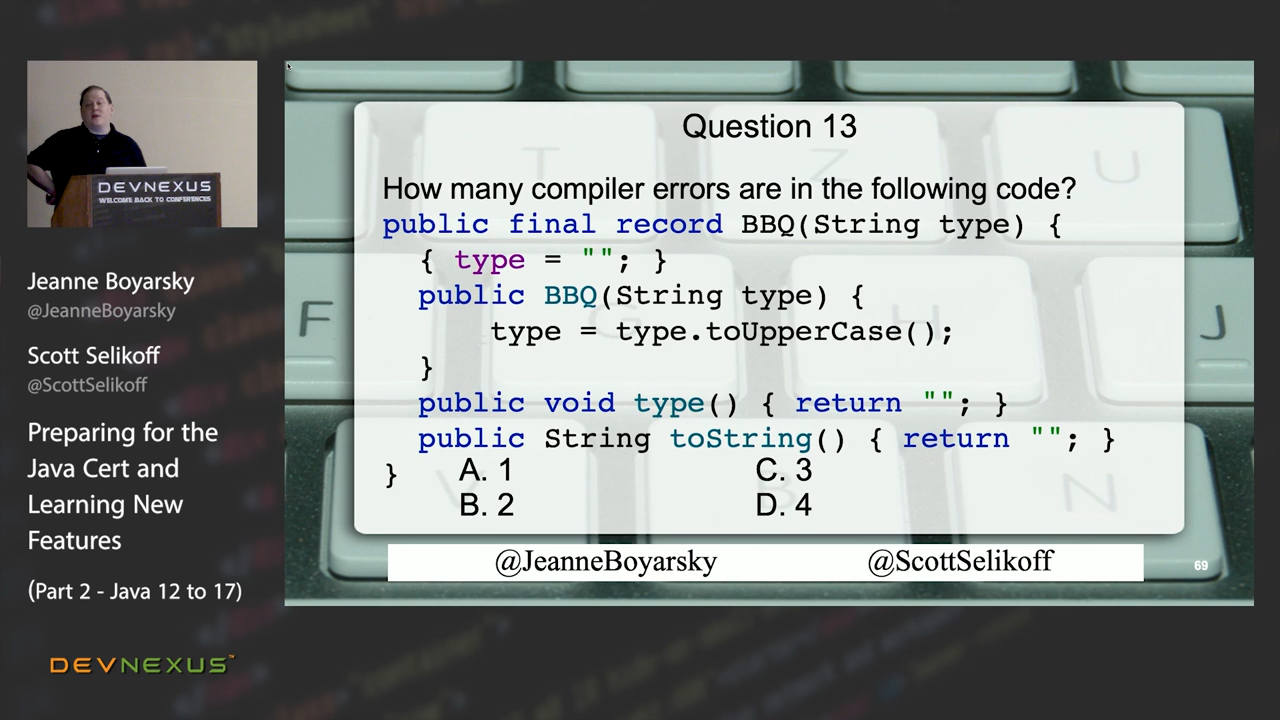 DEVNEXUS
WELCOME BACK TO CONFERENCES
Jeanne Boyarsky
@JeanneBoyarsky
Scott Selikoff
@ScottSelikoff
Preparing for the
Java Cert and
Learning New
Features
(Part 2 - Java 12 to 17)
DEVNEXUS™
Question 13
How many compiler errors are in the following code?
public final record BBQ(String type) {
{ type = ""; }
public BBQ(String type) {
type = type.toUpperCase();
}
public void type() { return ""; }
public String toString() { return ""; }
}
A. 1
C. 3
B. 2
D. 4
@JeanneBoyarsky
@ScottSelikoff
69
T
Z
U
F
G
H
J
V
B
N